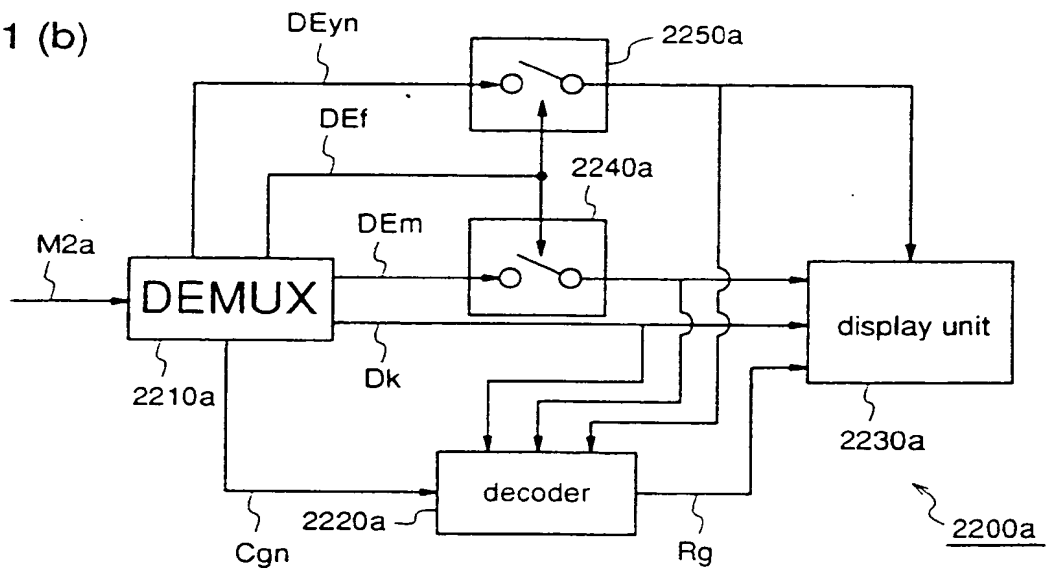 1 (b)
DEyn
2250a
DEf
2240a
DEm
M2a
DEMUX
display unit
Dk
2210a
2230a
decoder
2220a
Cgn
Rg
2200a